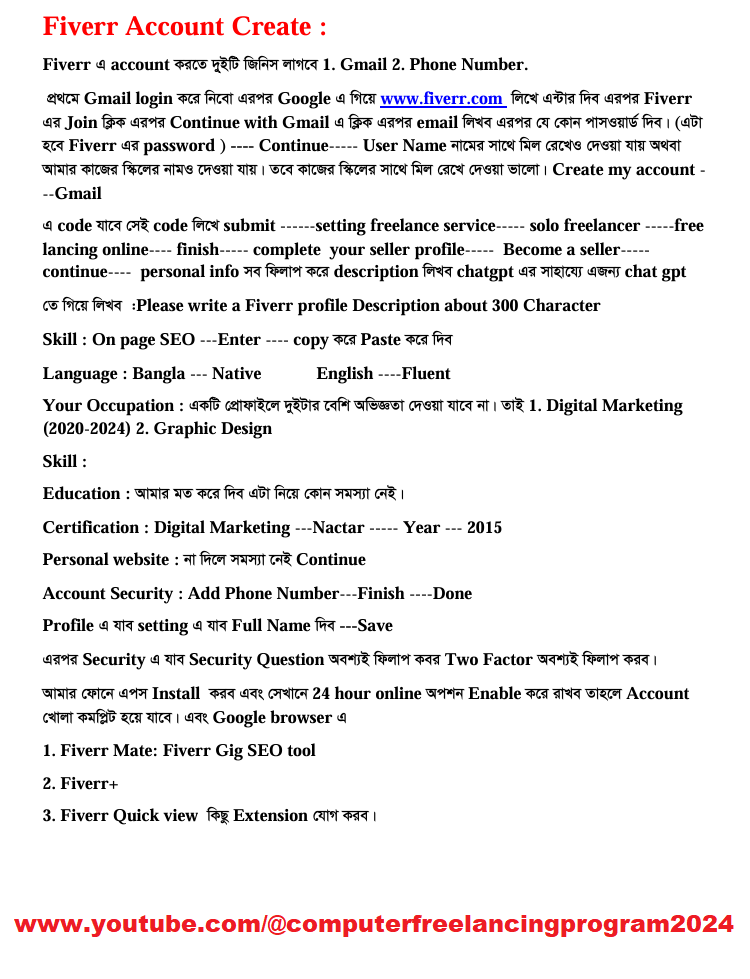 Fiverr Account Create :
Fiverr এ account করতে দুইটি জিনিস লাগবে 1. Gmail 2. Phone Number.
প্রথমে Gmail login করে নিবো এরপর Google এ গিয়ে www.fiverr.com লিখে এন্টার দিব এরপর Fiverr
এর Join ক্লিক এরপর Continue with Gmail এ ক্লিক এরপর email লিখব এরপর যে কোন পাসওয়ার্ড দিব। (এটা
হবে Fiverr এর password ) ---- Continue----- User Name নামের সাথে মিল রেখেও দেওয়া যায় অথবা
আমার কাজের স্কিলের নামও দেওয়া যায়। তবে কাজের স্কিলের সাথে মিল রেখে দেওয়া ভালো। Create my account -
--Gmail
এ code যাবে সেই code লিখে submit ------setting freelance service----- solo freelancer -----free
lancing online---- finish----- complete your seller profile----- Become a seller-----
continue---- personal info সব ফিলাপ করে description লিখব chatgpt এর সাহায্যে এজন্য chat gpt
তে গিয়ে লিখব :Please write a Fiverr profile Description about 300 Character
Skill : On page SEO ---Enter ---- copy করে Paste করে দিব
Language : Bangla --- Native English ----Fluent
Your Occupation : একটি প্রোফাইলে দুইটার বেশি অভিজ্ঞতা দেওয়া যাবে না। তাই 1. Digital Marketing
(2020-2024) 2. Graphic Design
Skill :
Education : আমার মত করে দিব এটা নিয়ে কোন সমস্যা নেই।
Certification : Digital Marketing ---Nactar ----- Year --- 2015
Personal website : না দিলে সমস্যা নেই Continue
Account Security : Add Phone Number---Finish ----Done
Profile এ যাব setting এ যাব Full Name দিব ---Save
এরপর Security এ যাব Security Question অবশ্যই ফিলাপ কবর Two Factor অবশ্যই ফিলাপ করব।
আমার ফোনে এপস Install করব এবং সেখানে 24 hour online অপশন Enable করে রাখব তাহলে Account
খোলা কমপ্লিট হয়ে যাবে। এবং Google browser এ
1. Fiverr Mate: Fiverr Gig SEO tool
2. Fiverr+
3. Fiverr Quick view কিছু Extension যোগ করব।
www.youtube.com/@computerfreelancingprogram2024